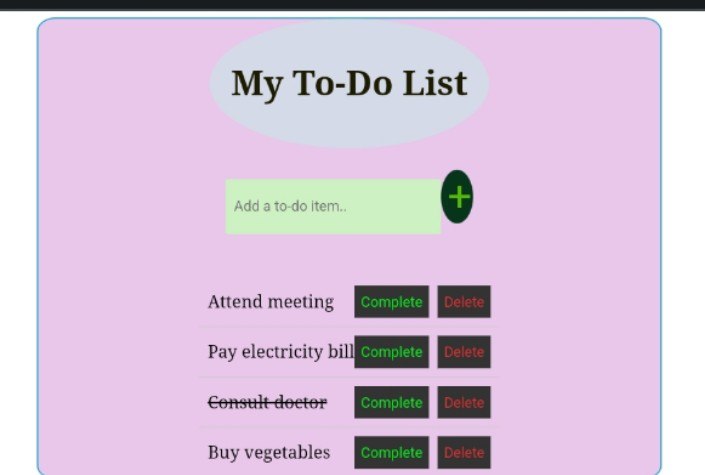 My To-Do List
Add a to-do item..
+
Attend meeting Complete Delete
Pay electricity bill Complete Delete
Consult doctor Complete Delete
Buy vegetables Complete Delete